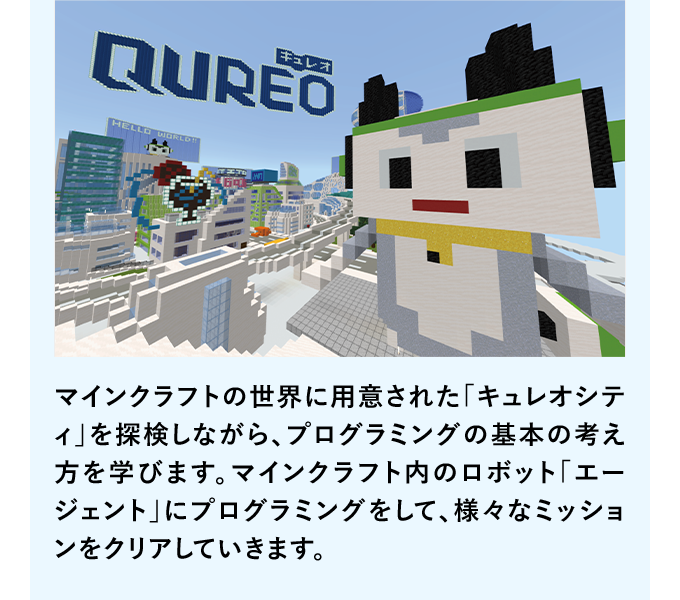 キュレオ
QUREO
HELLO WORLD!!
マインクラフトの世界に用意された「キュレオシテ
ィ」を探検しながら、プログラミングの基本の考え
方を学びます。マインクラフト内のロボット「エー
ジェント」にプログラミングをして、様々なミッショ
ンをクリアしていきます。